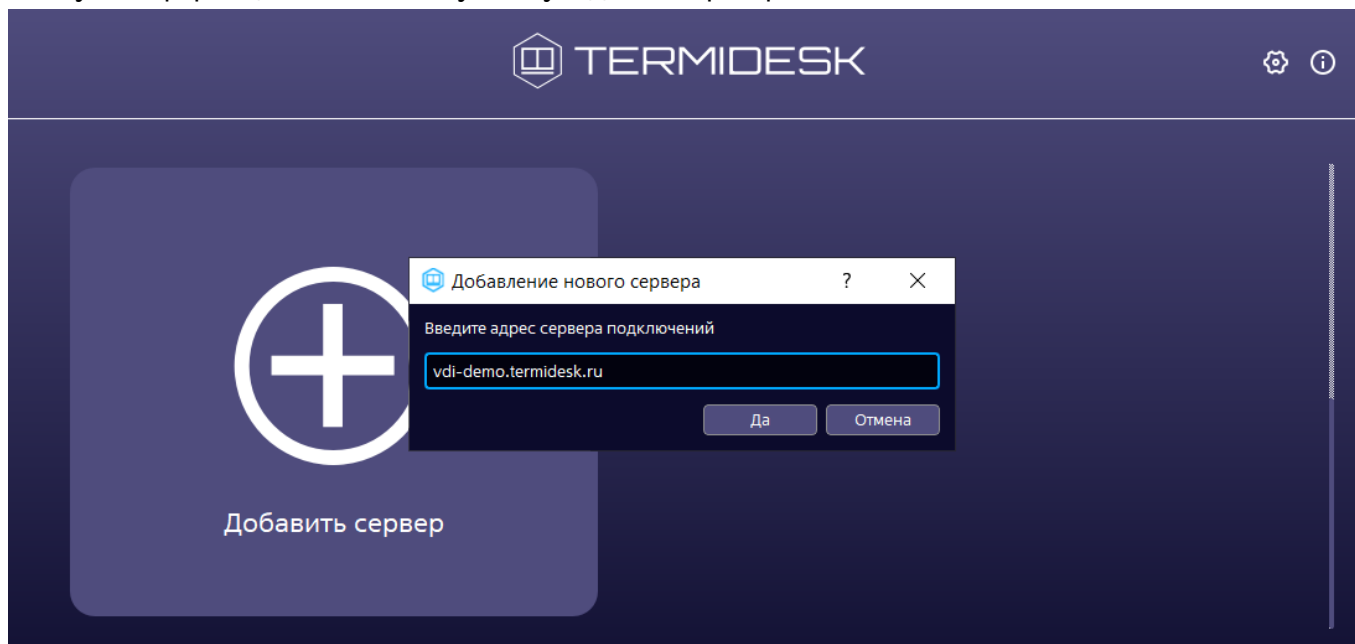 TERMIDESK
Добавление нового сервера
?
Введите адрес сервера подключений
vdi-demo.termidesk.ru
Да Отмена
Добавить сервер